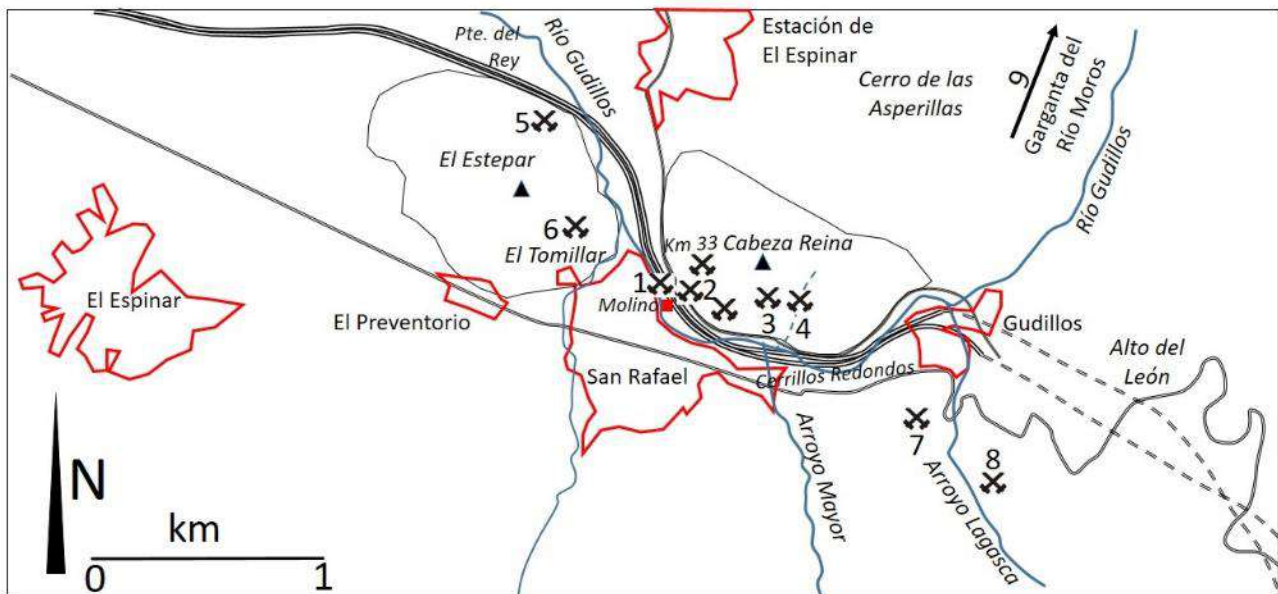 Pte. del
Rey
Río Gudillos
Estación de
El Espinar
Cerro de las
Asperillas
9
Garganta del
Río Moros
Río Gudillos
5
El Estepar
6
El Tomillar
Km 33 Cabeza Reina
1
2
Molino
3
4
El Espinar
El Preventorio
San Rafael
Cerrillos Redondos
Gudillos
Alto del
León
7
8
Arroyo Mayor
Arroyo Lagasca
N
km
0
1